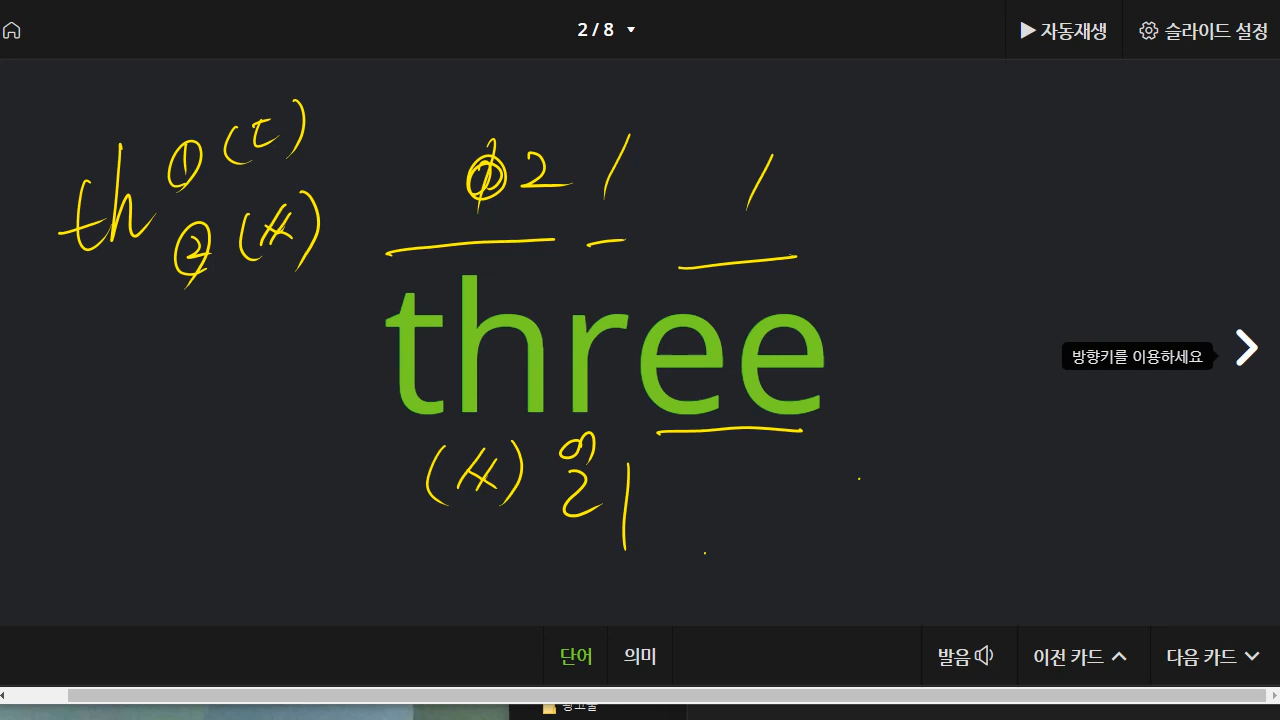 2 / 8
▶ 자동재생
슬라이드 설정
th ① (ㄷ)
② (ㅆ)
② 2 / /
three
방향키를 이용하세요
(ㅆ)
단어
의미
발음
이전 카드
다음 카드